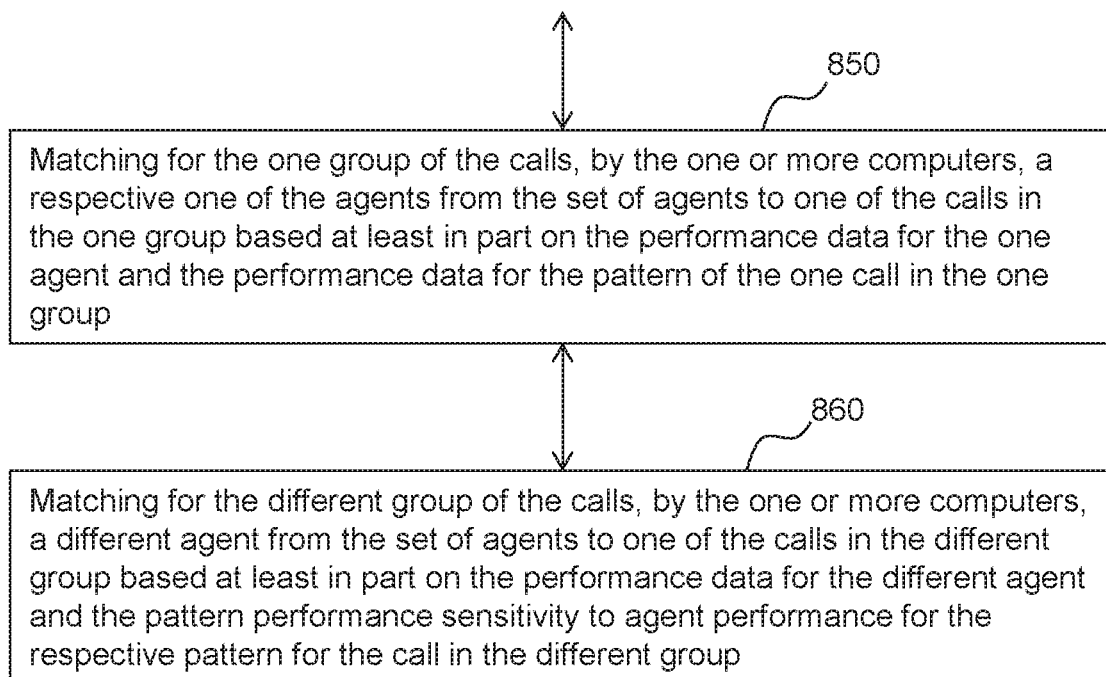 850
Matching for the one group of the calls, by the one or more computers, a
respective one of the agents from the set of agents to one of the calls in
the one group based at least in part on the performance data for the one
agent and the performance data for the pattern of the one call in the one
group
860
Matching for the different group of the calls, by the one or more computers,
a different agent from the set of agents to one of the calls in the different
group based at least in part on the performance data for the different agent
and the pattern performance sensitivity to agent performance for the
respective pattern for the call in the different group